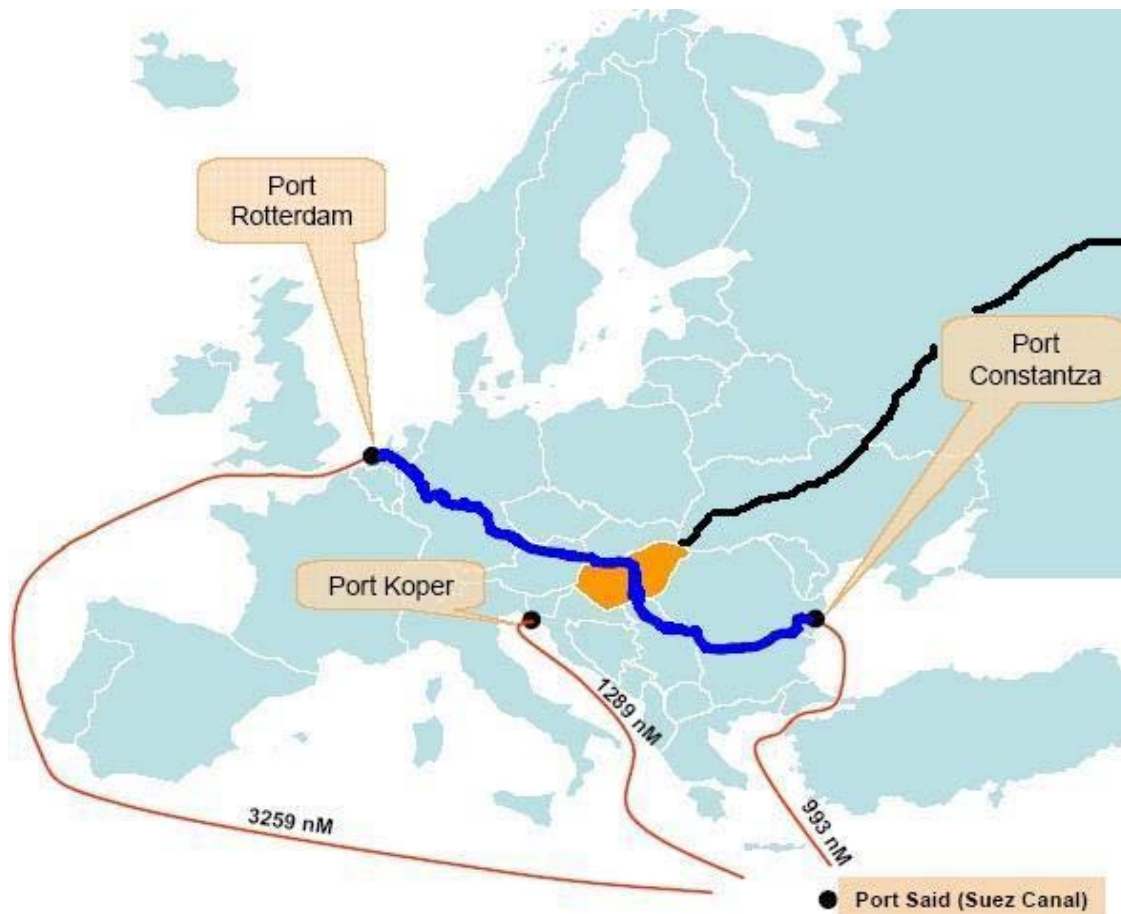 Port
Rotterdam
Port
Constantza
Port Koper
1289 nM
3259 nM
993 nM
Port Said (Suez Canal)